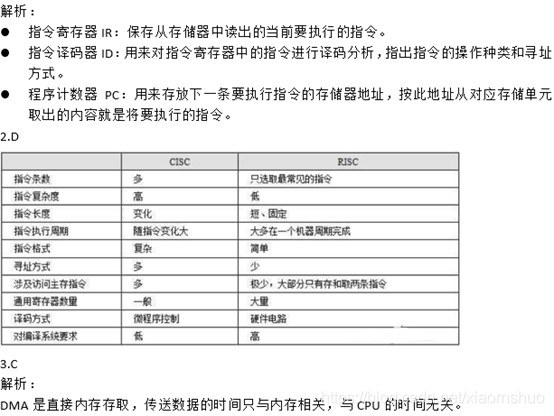 解析：
● 指令寄存器 IR：保存从存储器中读出的当前要执行的指令。
● 指令译码器 ID：用来对指令寄存器中的指令进行译码分析，指出指令的操作种类和寻址
方式。
● 程序计数器 PC：用来存放下一条要执行指令的存储器地址，按此地址从对应存储单元
取出的内容就是将要执行的指令。
2.D
CISC RISC
指令条数 多 只选取最常见的指令
指令复杂度 高 低
指令长度 变化 短、固定
指令执行周期 随指令变化大 大多在一个机器周期完成
指令格式 复杂 简单
寻址方式 多 少
涉及访问主存指令 多 极少，大部分只有存和取两条指令
通用寄存器数量 一般 大量
译码方式 微程序控制 硬件电路
对编译系统要求 低 高
3.C
解析：
DMA 是直接内存存取，传送数据的时间只与内存相关，与 CPU 的时间无关。